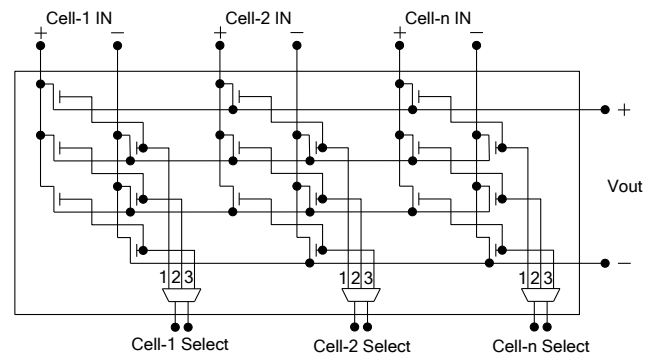 Cell-1 IN Cell-2 IN Cell-n IN
+ − + − + −
+
Vout
−
1 2 3 1 2 3 1 2 3
Cell-1 Select Cell-2 Select Cell-n Select